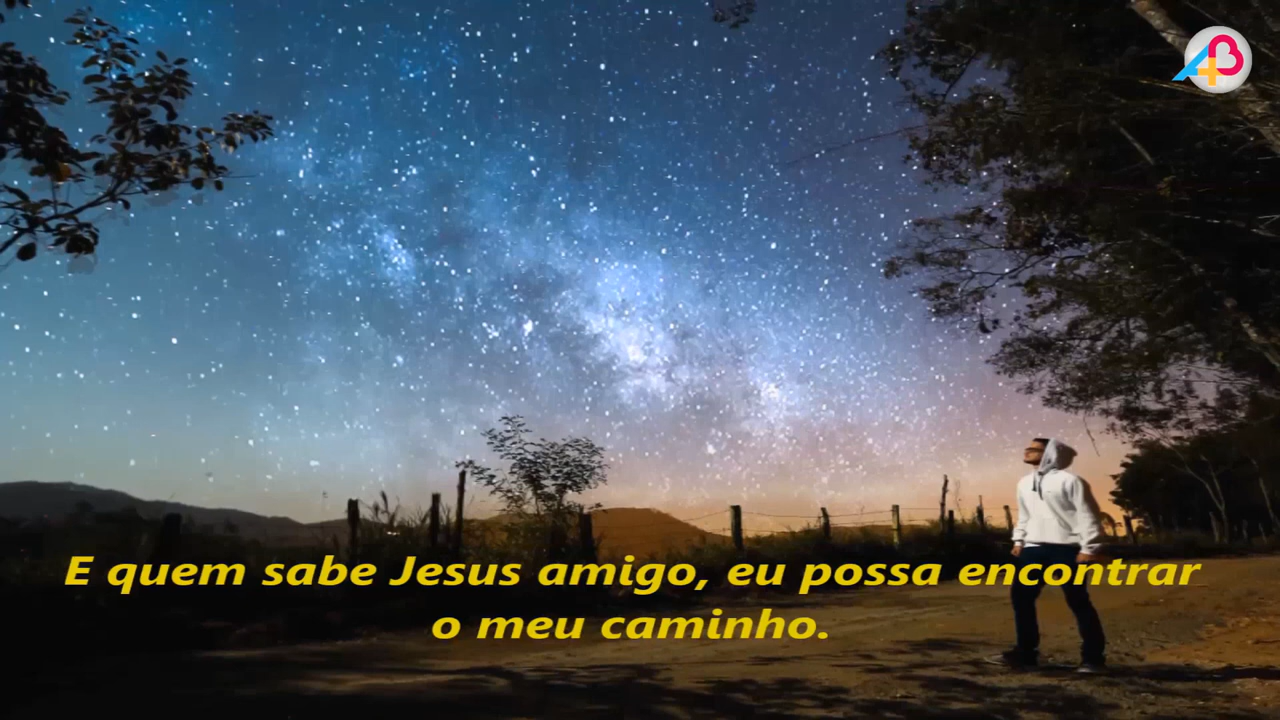 E quem sabe Jesus amigo, eu possa encontrar
o meu caminho.